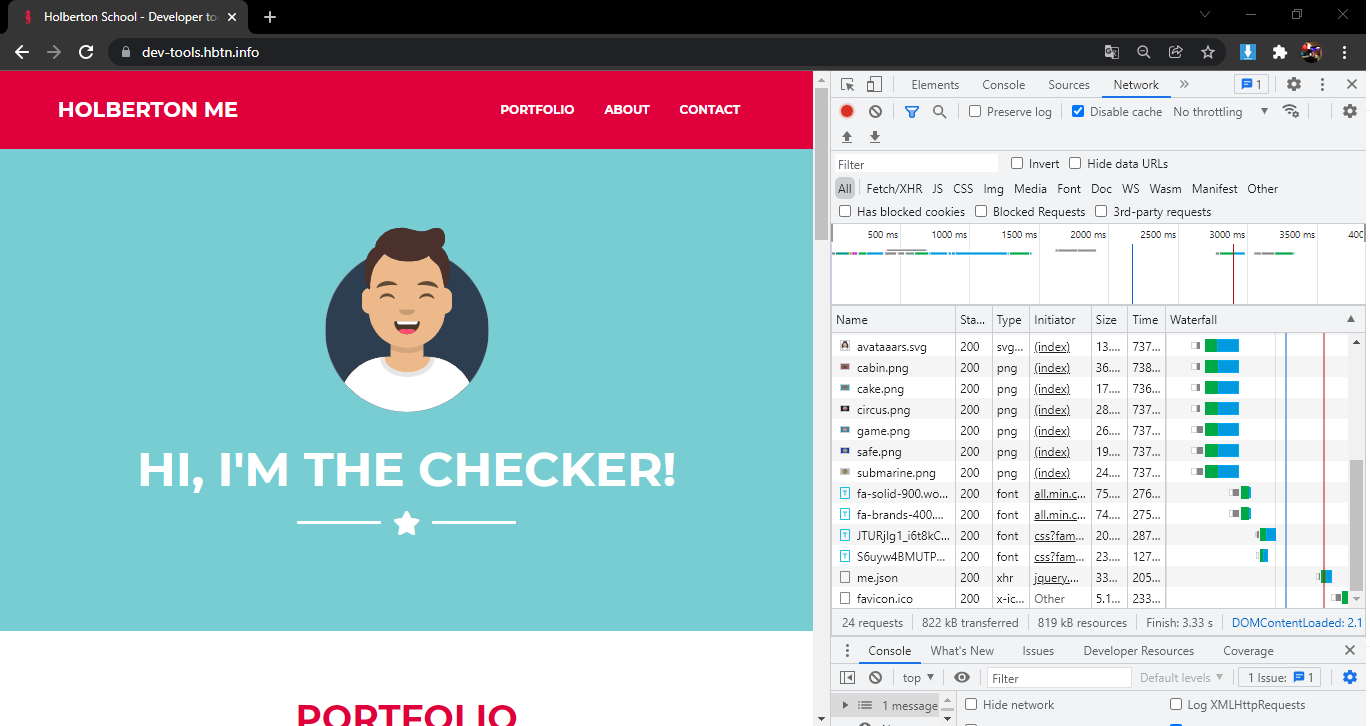 Holberton School - Developer to
dev-tools.hbtn.info
HOLBERTON ME
PORTFOLIO ABOUT CONTACT
HI, I'M THE CHECKER!
PORTFOLIO
Elements Console Sources Network 1
Preserve log Disable cache No throttling
Filter Invert Hide data URLs
All Fetch/XHR JS CSS Img Media Font Doc WS Wasm Manifest Other
Has blocked cookies Blocked Requests 3rd-party requests
500 ms 1000 ms 1500 ms 2000 ms 2500 ms 3000 ms 3500 ms 400
Name Sta... Type Initiator Size Time Waterfall
avataaars.svg 200 svg... (index) 13.... 737...
cabin.png 200 png (index) 36.... 738...
cake.png 200 png (index) 17.... 736...
circus.png 200 png (index) 28.... 737...
game.png 200 png (index) 26.... 737...
safe.png 200 png (index) 19.... 737...
submarine.png 200 png (index) 24.... 737...
fa-solid-900.wo... 200 font all.min.c... 75.... 276...
fa-brands-400.... 200 font all.min.c... 74.... 275...
JTURjIg1_i6t8kC... 200 font css?fam... 20.... 287...
S6uyw4BMUTP... 200 font css?fam... 23.... 127...
me.json 200 xhr jquery.... 33... 205...
favicon.ico 200 x-ic... Other 5.1... 233...
24 requests 822 kB transferred 819 kB resources Finish: 3.33 s DOMContentLoaded: 2.1
Console What's New Issues Developer Resources Coverage
top Filter Default levels 1 Issue: 1
1 message Hide network Log XMLHttpRequests